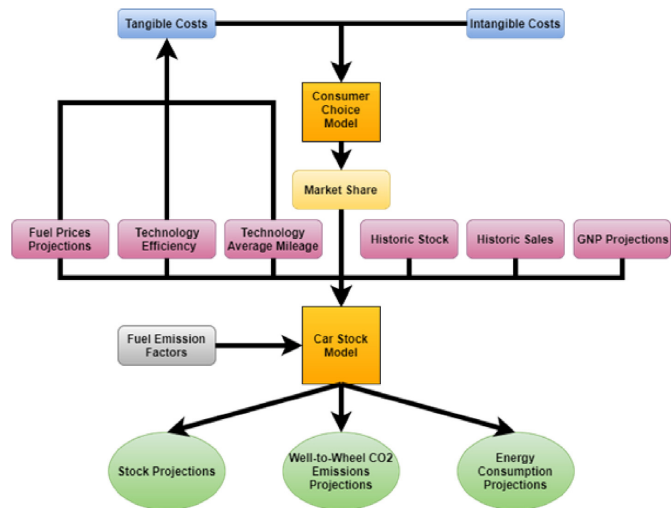 Tangible Costs
Intangible Costs
Consumer
Choice
Model
Market Share
Fuel Prices
Projections
Technology
Efficiency
Technology
Average Mileage
Historic Stock
Historic Sales
GNP Projections
Fuel Emission
Factors
Car Stock
Model
Stock Projections
Well-to-Wheel CO2
Emissions
Projections
Energy
Consumption
Projections